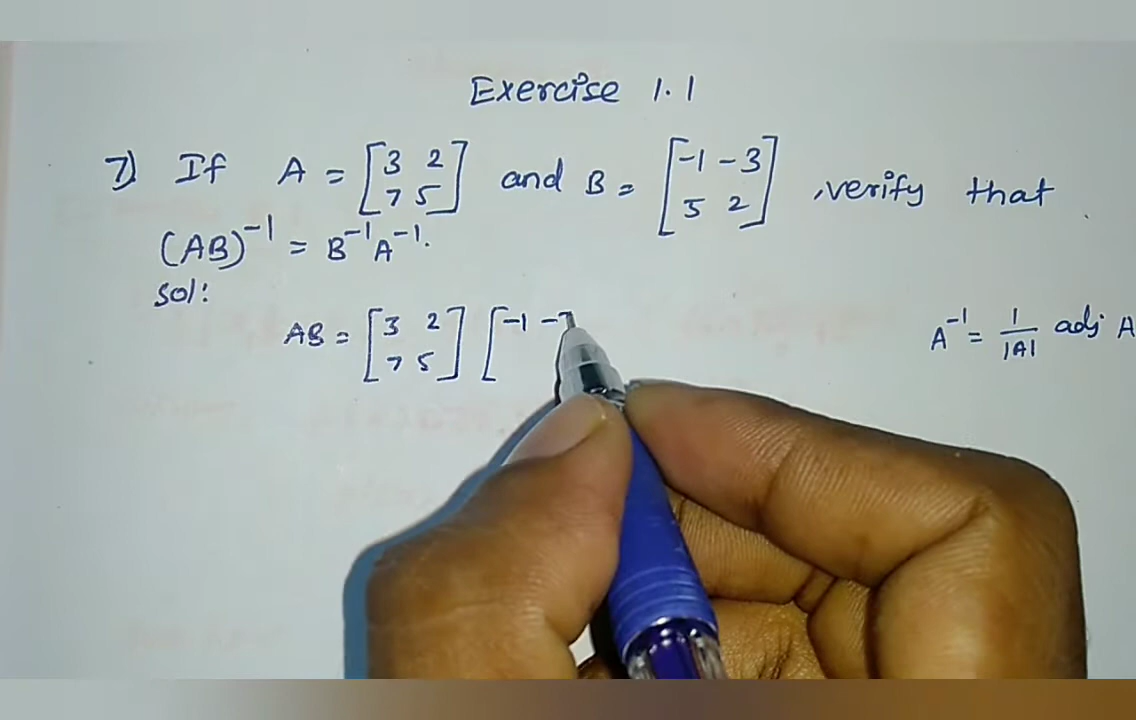 Exercise 1.1
7) If A = [3 2 7 5] and B = [-1 -3 5 2], verify that
(AB)⁻¹ = B⁻¹A⁻¹.
Sol:
AB = [3 2 7 5] [-1 -
A⁻¹ = 1/|A| adj A